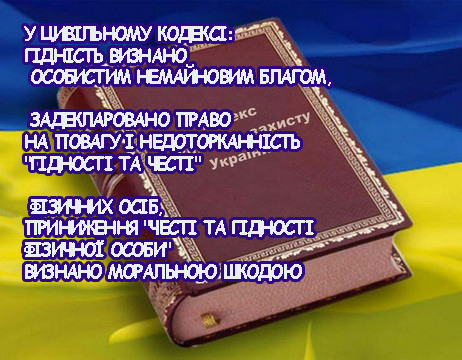 У ЦИВІЛЬНОМУ КОДЕКСІ:
ГІДНІСТЬ ВИЗНАНО
ОСОБИСТИМ НЕМАЙНОВИМ БЛАГОМ,
ЗАДЕКЛАРОВАНО ПРАВО
НА ПОВАГУ І НЕДОТОРКАННІСТЬ
"ГІДНОСТІ ТА ЧЕСТІ"
ФІЗИЧНИХ ОСІБ,
ПРИНИЖЕННЯ "ЧЕСТІ ТА ГІДНОСТІ
ФІЗИЧНОЇ ОСОБИ"
ВИЗНАНО МОРАЛЬНОЮ ШКОДОЮ